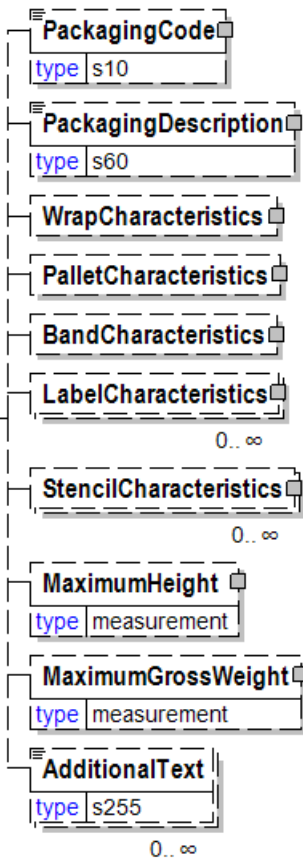 PackagingCode
type s10
PackagingDescription
type s60
WrapCharacteristics
PalletCharacteristics
BandCharacteristics
LabelCharacteristics
0.. ∞
StencilCharacteristics
0.. ∞
MaximumHeight
type measurement
MaximumGrossWeight
type measurement
AdditionalText
type s255
0.. ∞